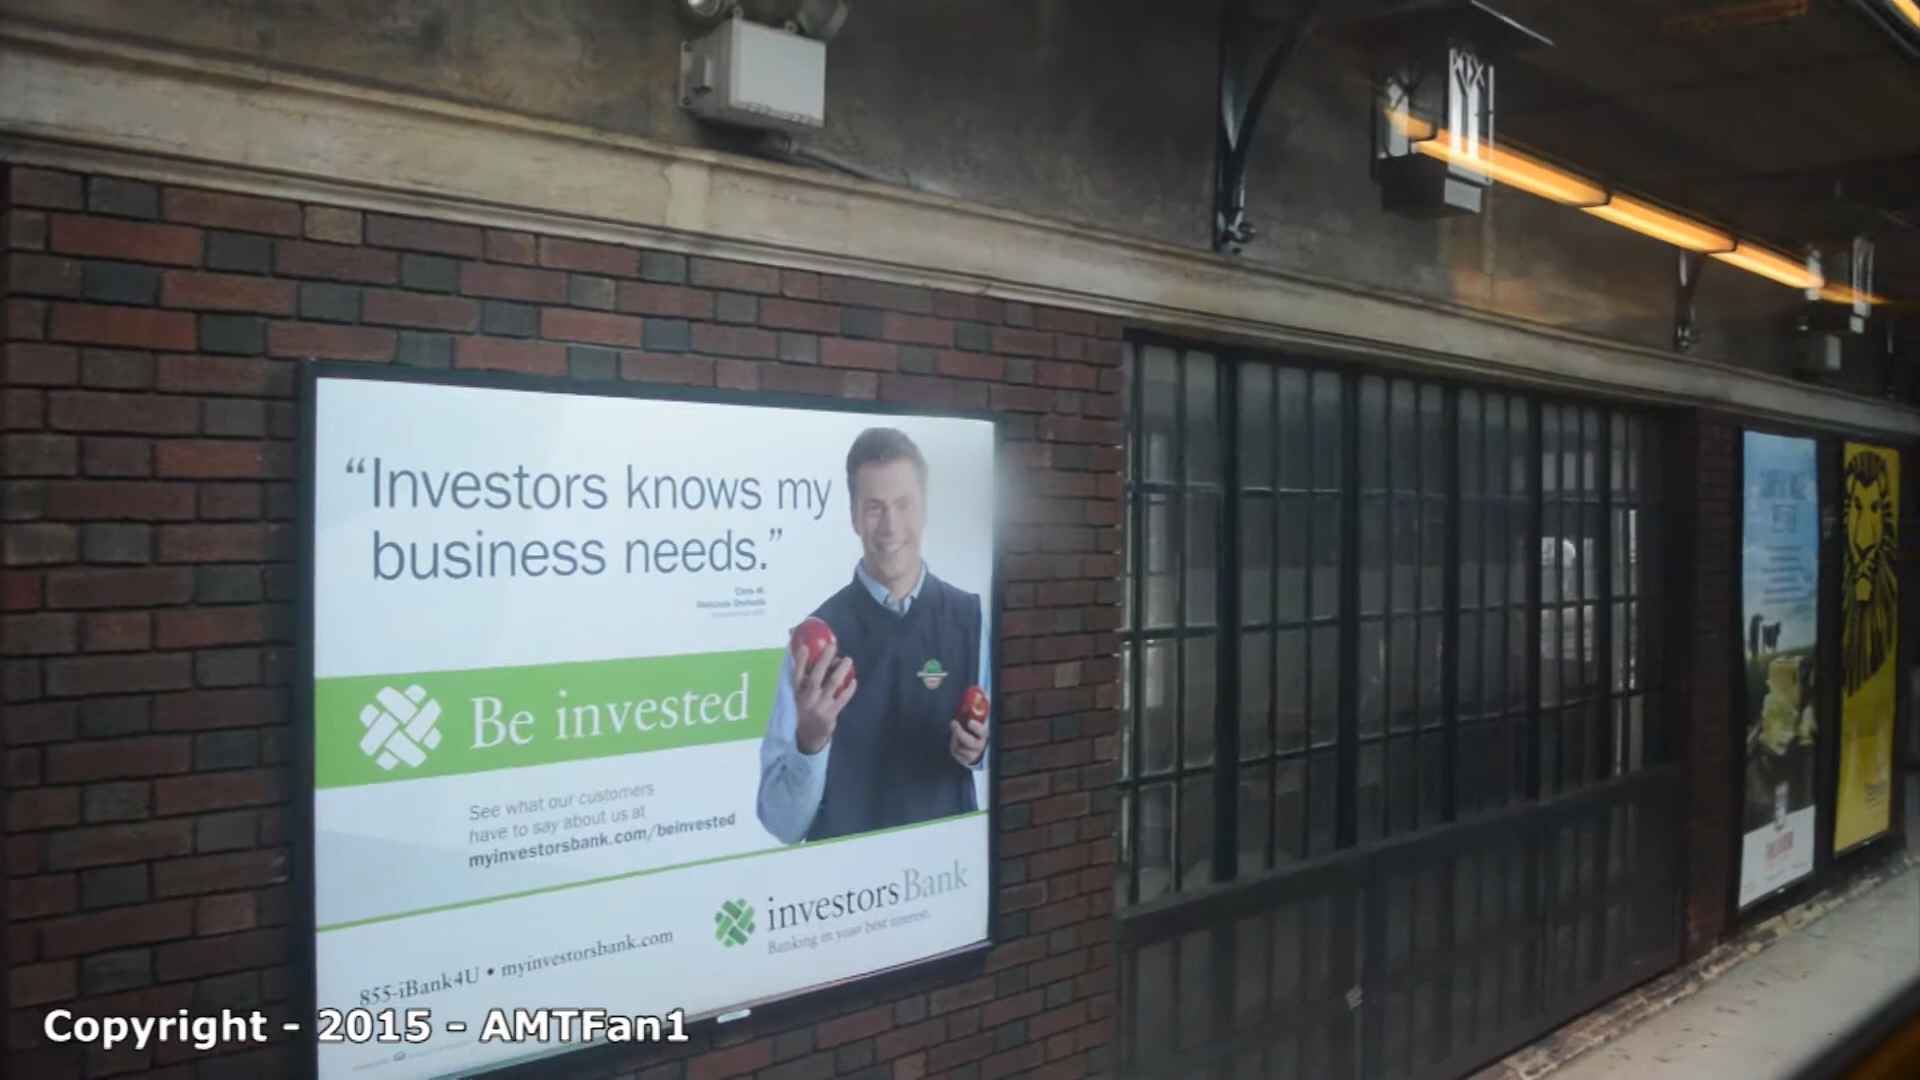 “Investors knows my
business needs.”
Chris M.
Be invested
See what our customers
have to say about us at
myinvestorsbank.com/beinvested
investorsBank
Banking in your best interest.
855-iBank4U • myinvestorsbank.com
Copyright - 2015 - AMTFan1